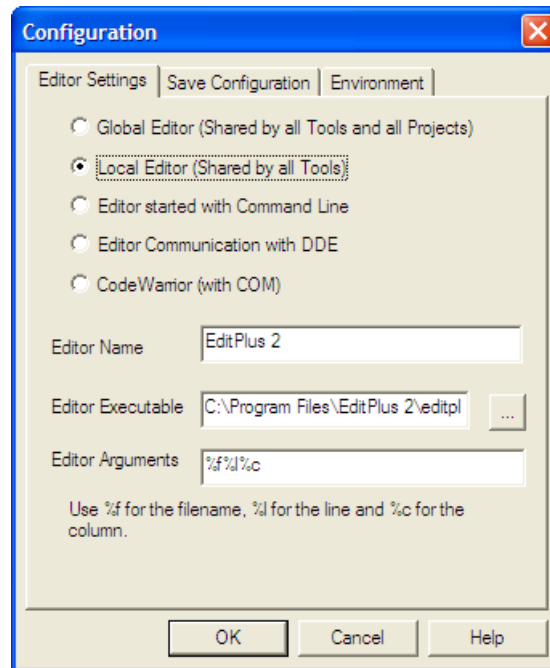 Configuration
Editor Settings Save Configuration Environment
Global Editor (Shared by all Tools and all Projects)
Local Editor (Shared by all Tools)
Editor started with Command Line
Editor Communication with DDE
CodeWarrior (with COM)
Editor Name EditPlus 2
Editor Executable C:\Program Files\EditPlus 2\editpl ...
Editor Arguments %f%l%c
Use %f for the filename, %l for the line and %c for the
column.
OK Cancel Help